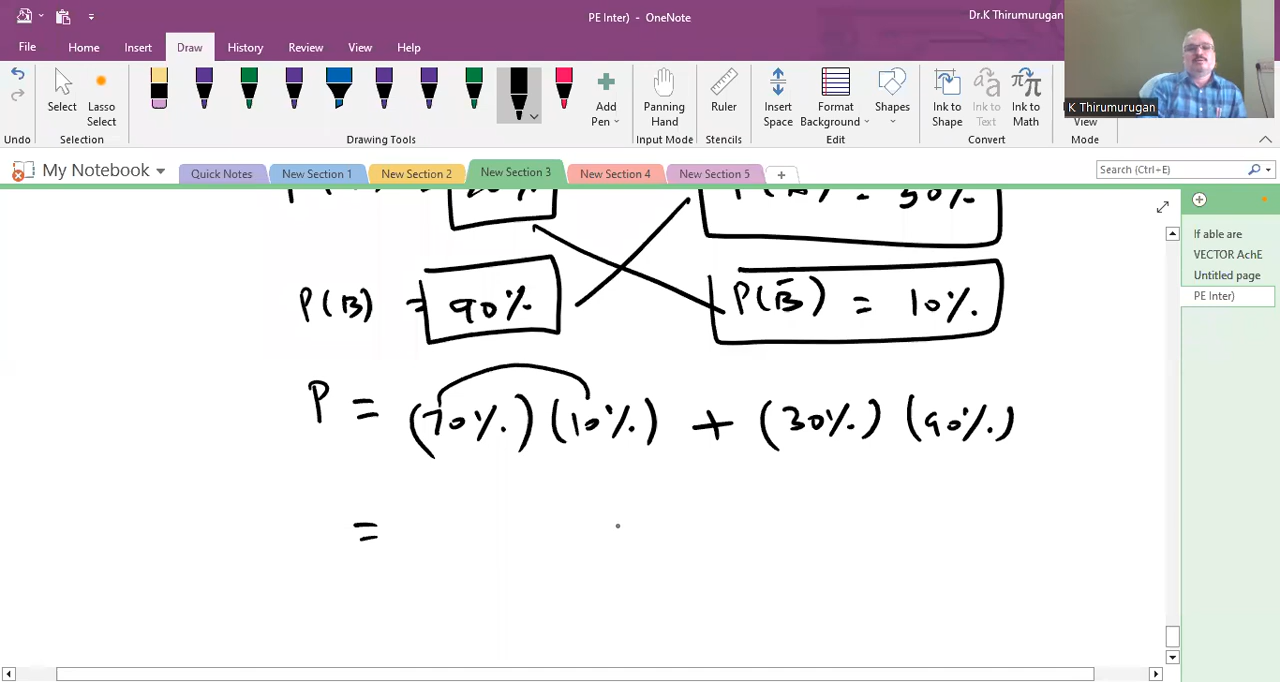 PE Inter) - OneNote
Dr.K Thirumurugan
File Home Insert Draw History Review View Help
K Thirumurugan
Undo
Select
Lasso Select
Add Pen
Panning Hand
Ruler
Insert Space
Format Background
Shapes
Ink to Shape
Ink to Text
Ink to Math
View
Undo Selection Drawing Tools Input Mode Stencils Edit Convert Mode
My Notebook Quick Notes New Section 1 New Section 2 New Section 3 New Section 4 New Section 5 Search (Ctrl+E)
If able are
VECTOR AchE
Untitled page
PE Inter)
P(B) = 90% P(B̄) = 10%
P = (70%)(10%) + (30%)(90%)
=